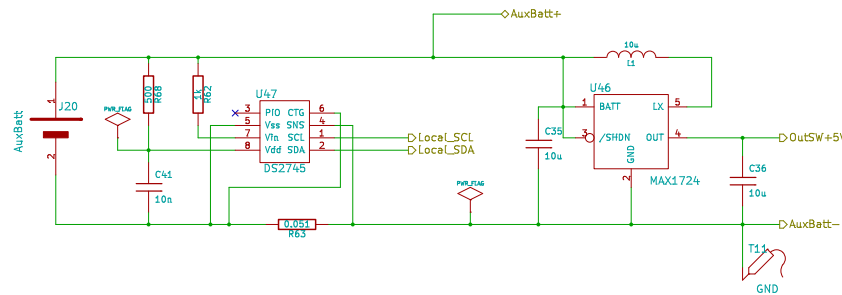 AuxBatt+
10u
L1
U47
U46
J20
AuxBatt
1
2
500
R68
1k
R62
PWR_FLAG
3 PIO CTG 6
5 Vss SNS 4
7 VIn SCL 1
8 Vdd SDA 2
DS2745
Local_SCL
Local_SDA
C35
10u
1 BATT LX 5
3 /SHDN OUT 4
GND
2
MAX1724
OutSW+5V
C41
10n
C36
10u
PWR_FLAG
0.051
R63
AuxBatt-
T11
GND